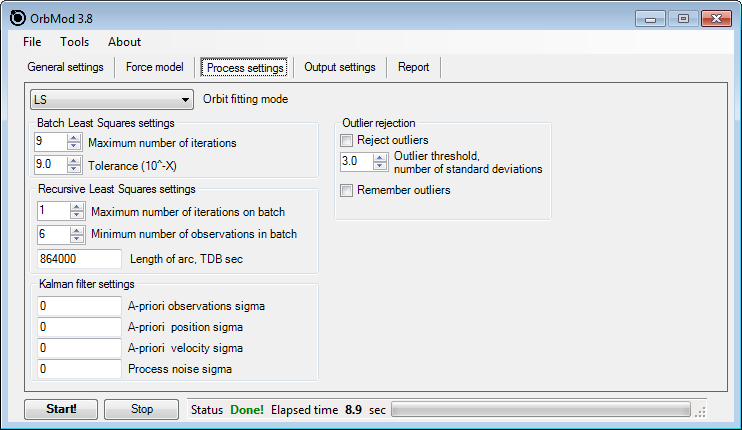 OrbMod 3.8
File Tools About
General settings Force model Process settings Output settings Report
LS Orbit fitting mode
Batch Least Squares settings
9 Maximum number of iterations
9.0 Tolerance (10^-X)
Recursive Least Squares settings
1 Maximum number of iterations on batch
6 Minimum number of observations in batch
864000 Length of arc, TDB sec
Kalman filter settings
0 A-priori observations sigma
0 A-priori position sigma
0 A-priori velocity sigma
0 Process noise sigma
Outlier rejection
Reject outliers
3.0 Outlier threshold,
number of standard deviations
Remember outliers
Start! Stop Status Done! Elapsed time 8.9 sec